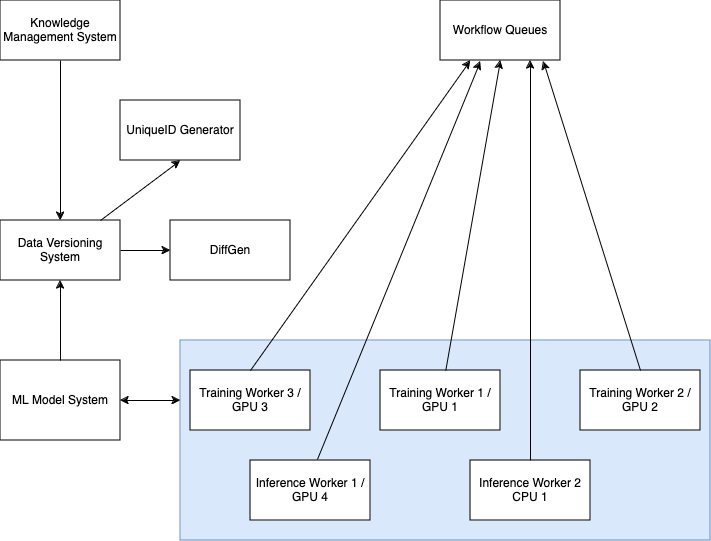 Knowledge
Management System
Workflow Queues
UniqueID Generator
Data Versioning
System
DiffGen
ML Model System
Training Worker 3 /
GPU 3
Training Worker 1 /
GPU 1
Training Worker 2 /
GPU 2
Inference Worker 1 /
GPU 4
Inference Worker 2
CPU 1